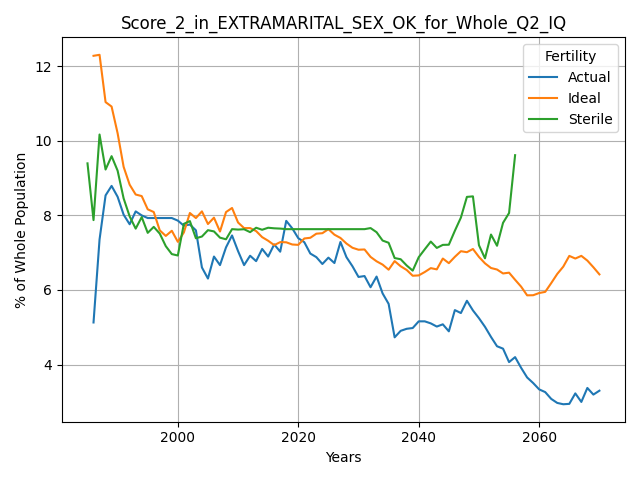 Score_2_in_EXTRAMARITAL_SEX_OK_for_Whole_Q2_IQ
Fertility
Actual
Ideal
Sterile
% of Whole Population
12
10
8
6
4
2000
2020
2040
2060
Years